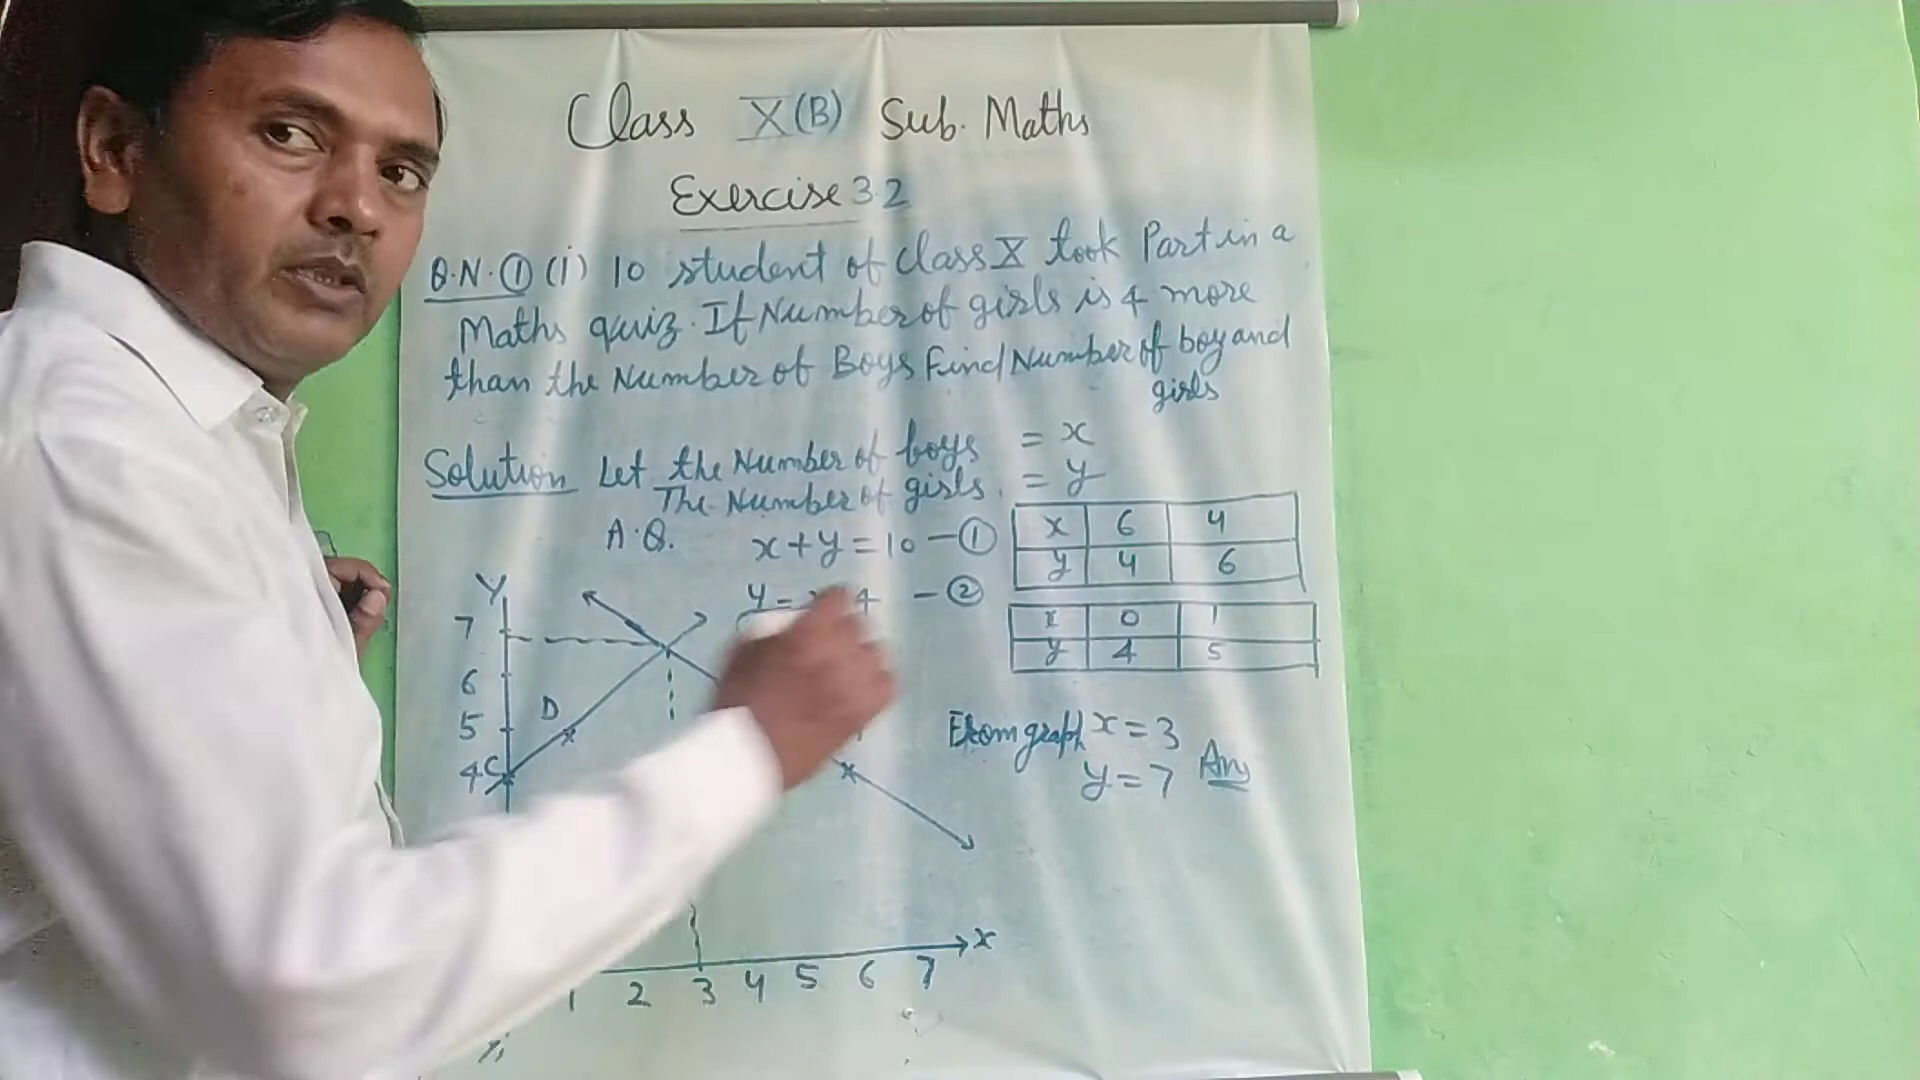 Class X(B) Sub. Maths
Exercise 3.2
Q.N.① (i) 10 student of Class X took Part in a
Maths quiz. If Number of girls is 4 more
than the Number of Boys Find Number of boy and
girls
Solution Let the Number of boys = x
The Number of girls. = y
A.Q. x + y = 10 - ①
x 6 4
y 4 6
y = 4 - ②
x 0 1
y 4 5
Y
7
6
5 D
4 C
From graph x = 3
y = 7 Ans
X
1 2 3 4 5 6 7